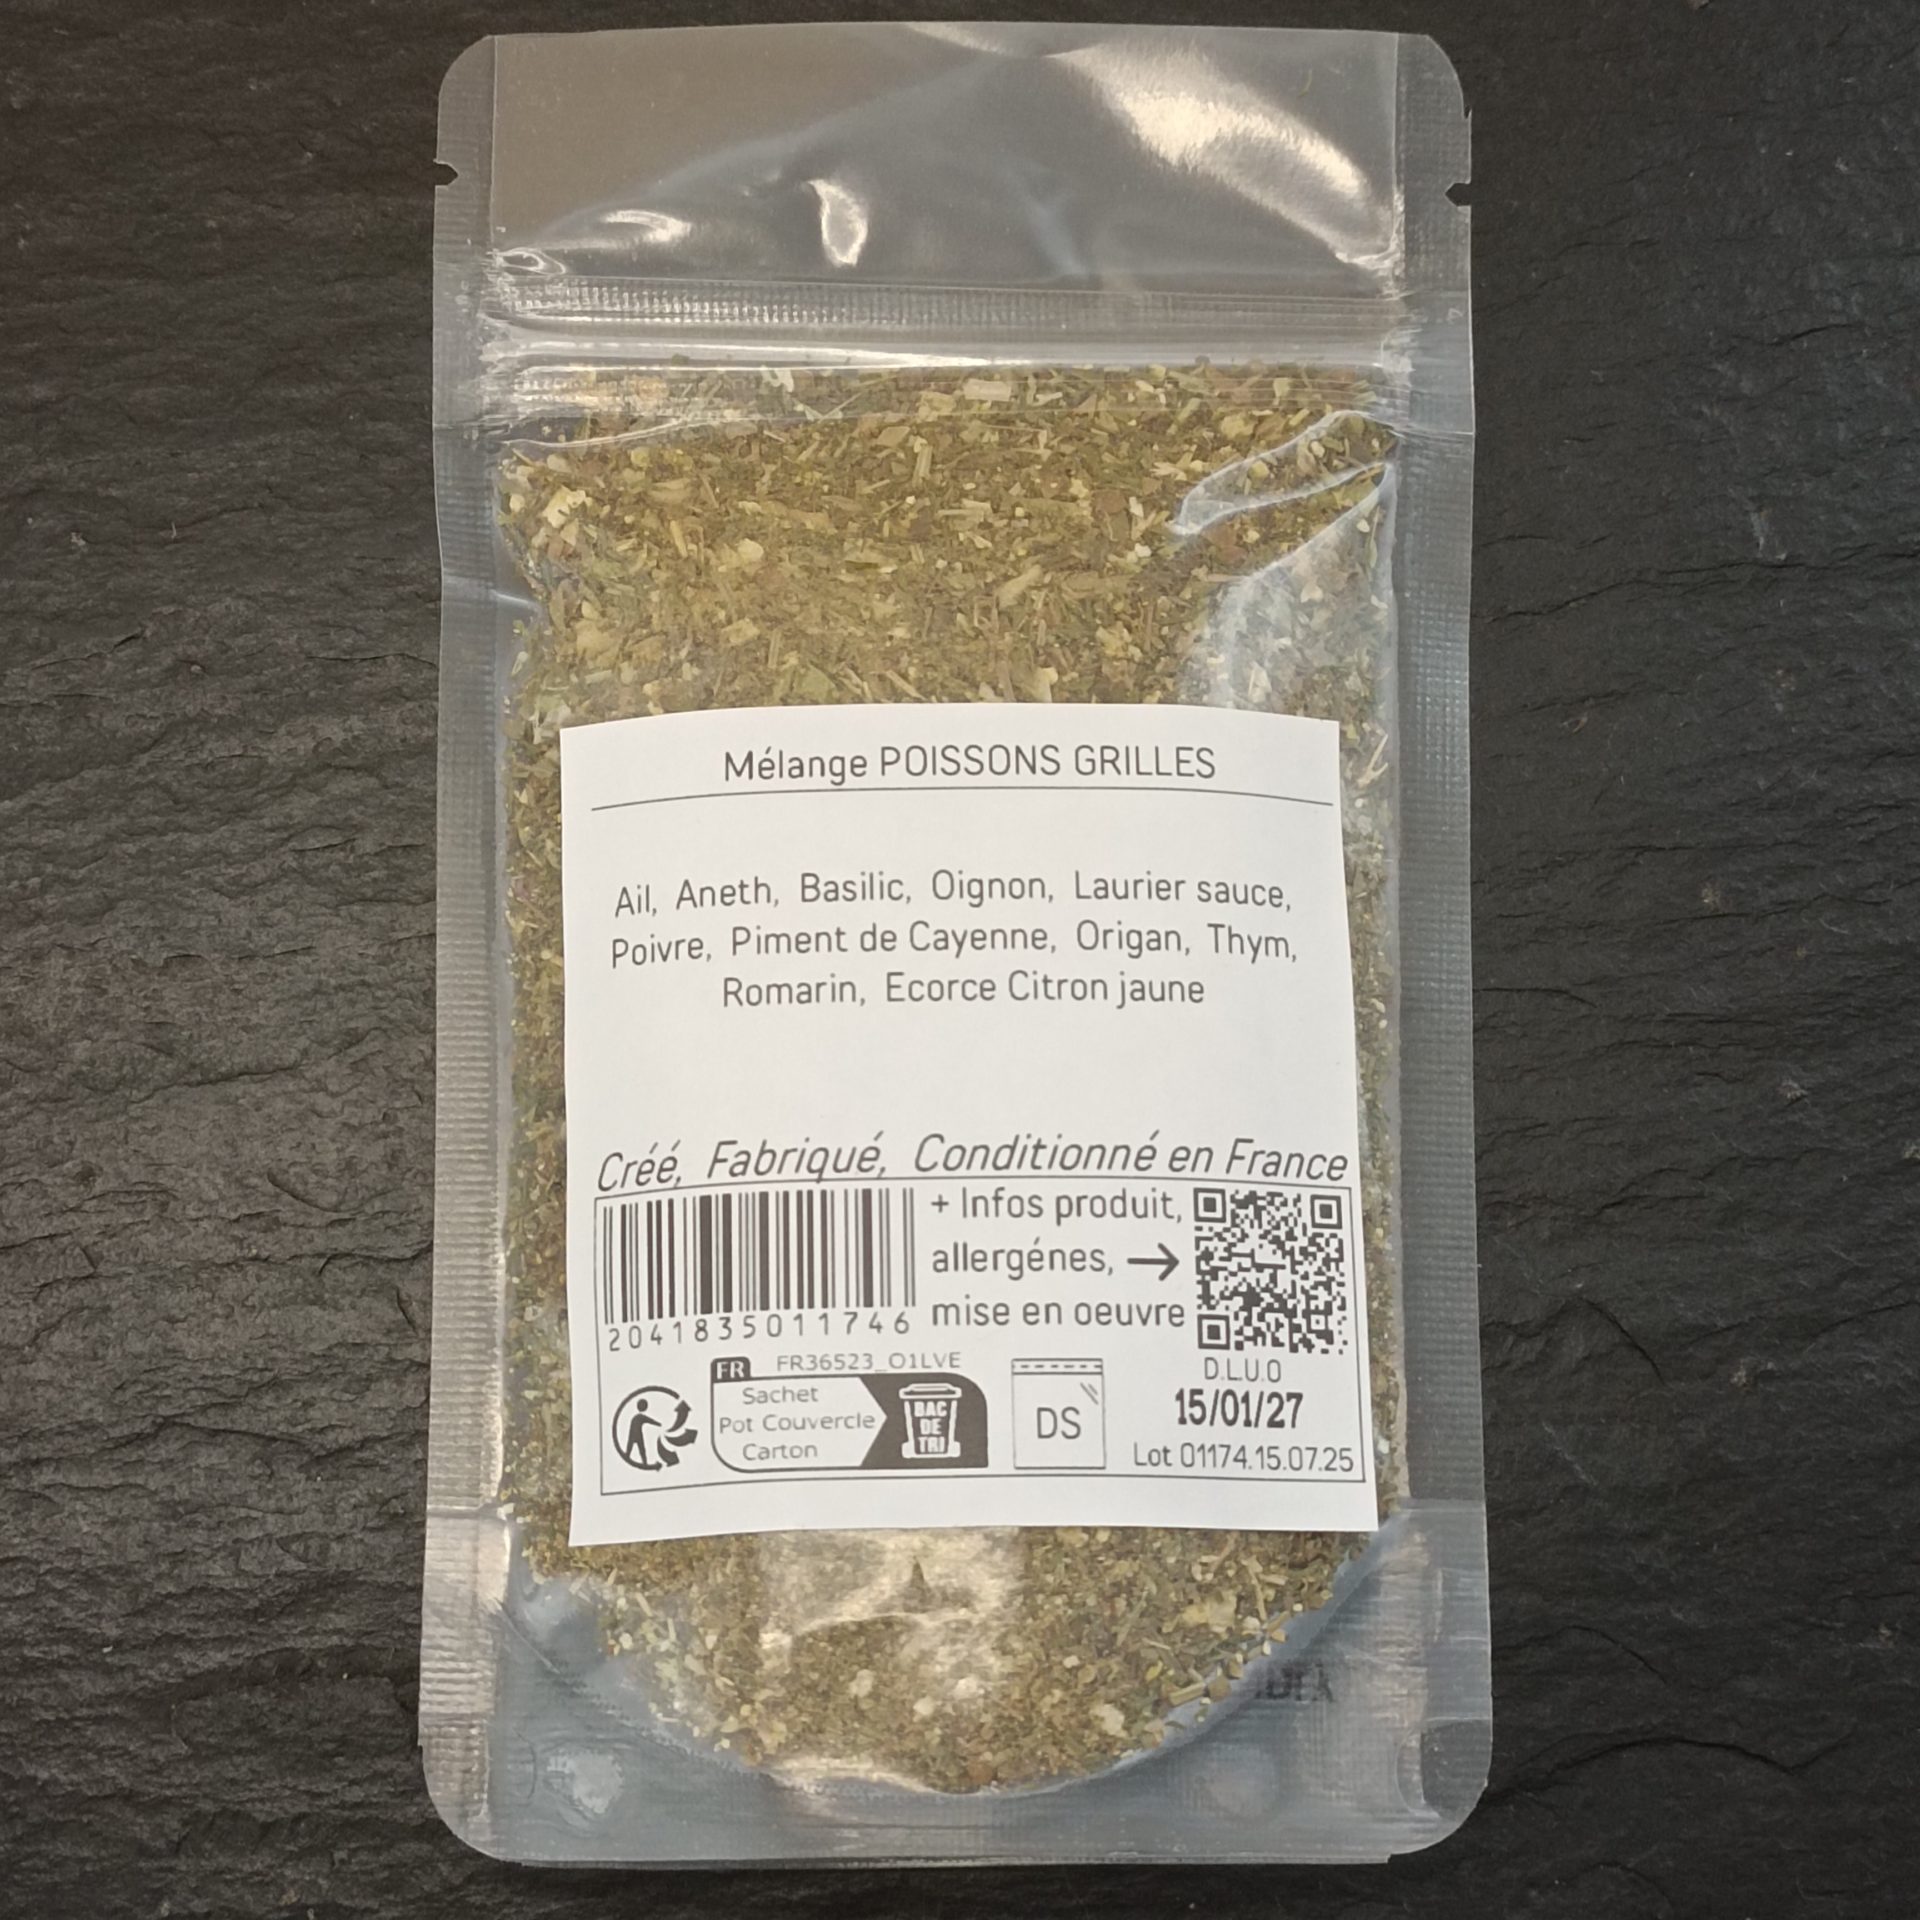 Mélange POISSONS GRILLES
Ail, Aneth, Basilic, Oignon, Laurier sauce,
Poivre, Piment de Cayenne, Origan, Thym,
Romarin, Ecorce Citron jaune
Créé, Fabriqué, Conditionné en France
+ Infos produit,
allergénes, →
mise en oeuvre
2041835011746
FR FR36523_01LVE
Sachet
Pot Couvercle
Carton
BAC
DE
TRI
DS
D.L.U.O
15/01/27
Lot 01174.15.07.25